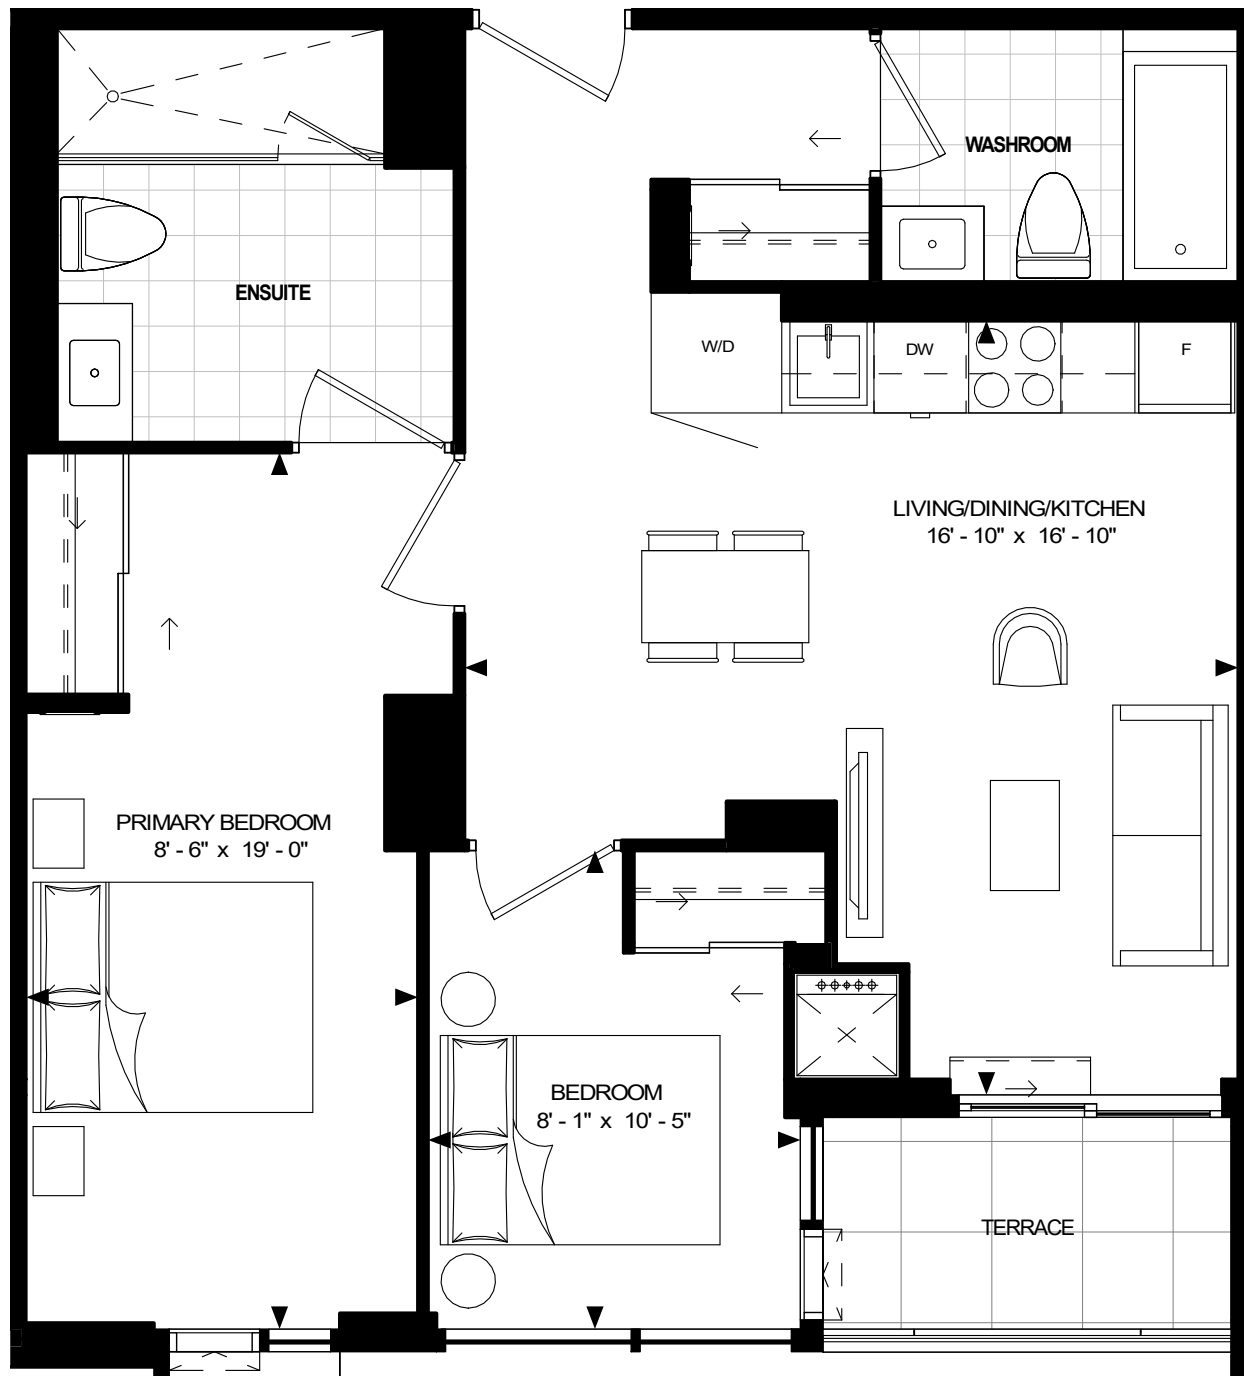 WASHROOM
ENSUITE
W/D
DW
F
LIVING/DINING/KITCHEN
16' - 10" x 16' - 10"
PRIMARY BEDROOM
8' - 6" x 19' - 0"
BEDROOM
8' - 1" x 10' - 5"
TERRACE